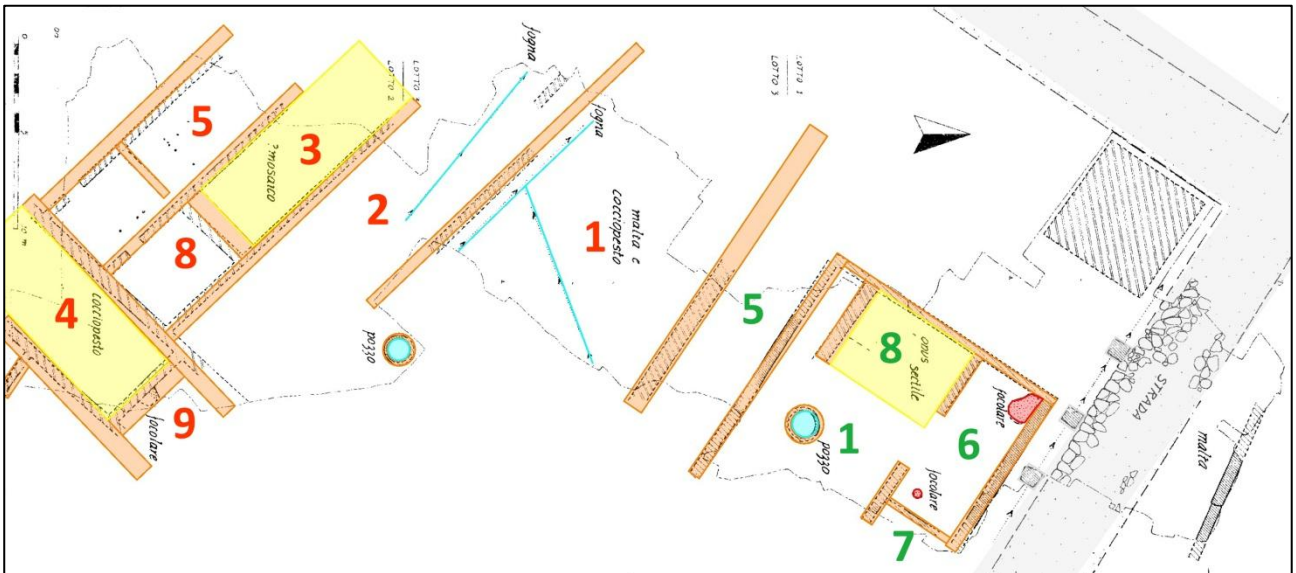 fogna
LOTTO 2
LOTTO 1
LOTTO 3
fogna
5
3
? mosaico
2
malta e
cocciopesto
1
8
4
cocciopesto
9
focolare
pozzo
5
8
opus
sectile
focolare
1
pozzo
6
focolare
7
STRADA
malta